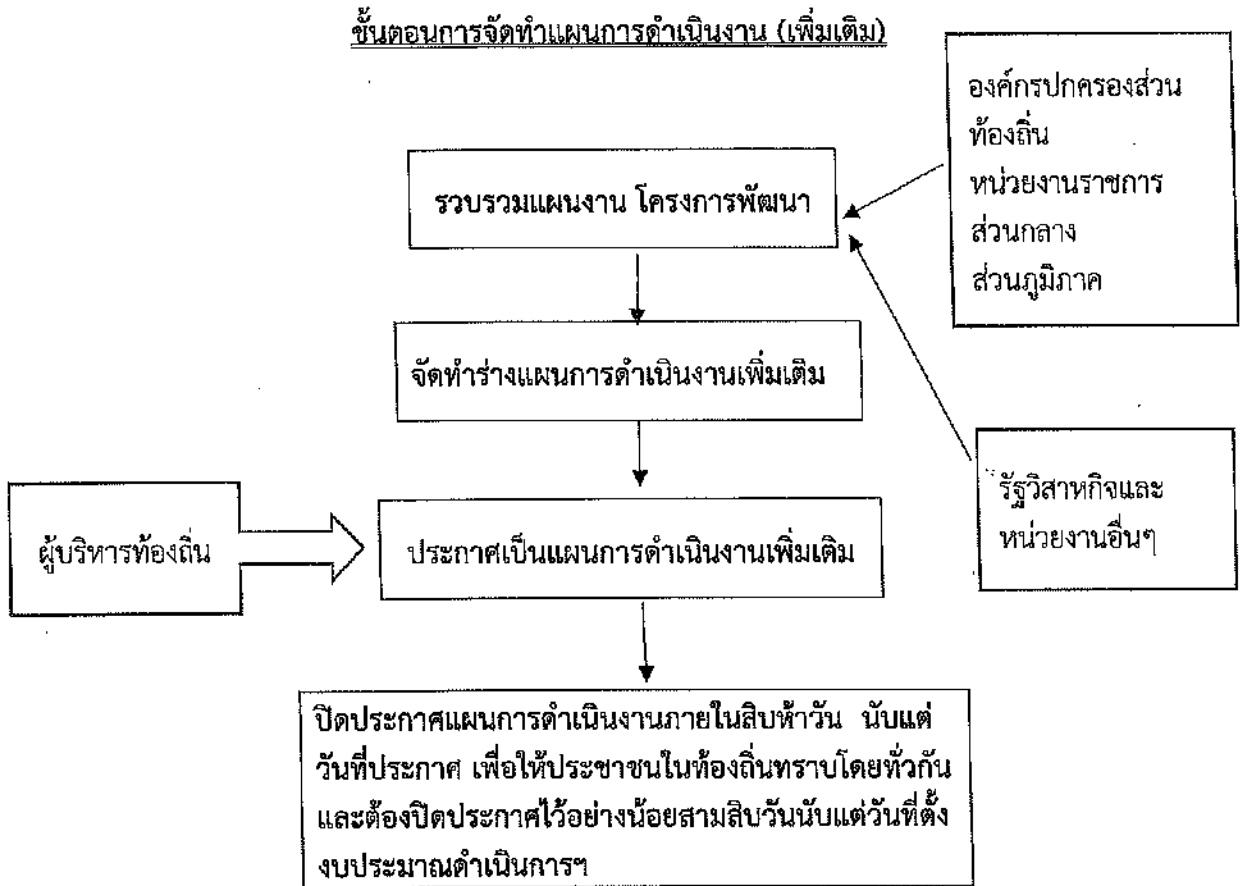 ขั้นตอนการจัดทำแผนการดำเนินงาน (เพิ่มเติม)
องค์กรปกครองส่วน
ท้องถิ่น
หน่วยงานราชการ
ส่วนกลาง
ส่วนภูมิภาค
รวบรวมแผนงาน โครงการพัฒนา
จัดทำร่างแผนการดำเนินงานเพิ่มเติม
รัฐวิสาหกิจและ
หน่วยงานอื่นๆ
ผู้บริหารท้องถิ่น
ประกาศเป็นแผนการดำเนินงานเพิ่มเติม
ปิดประกาศแผนการดำเนินงานภายในสิบห้าวัน นับแต่
วันที่ประกาศ เพื่อให้ประชาชนในท้องถิ่นทราบโดยทั่วกัน
และต้องปิดประกาศไว้อย่างน้อยสามสิบวันนับแต่วันที่ตั้ง
งบประมาณดำเนินการฯ